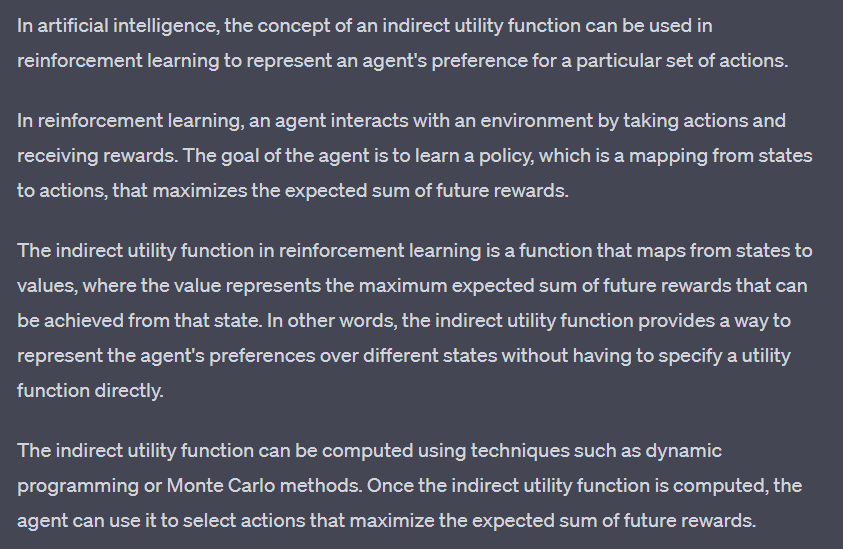 In artificial intelligence, the concept of an indirect utility function can be used in
reinforcement learning to represent an agent's preference for a particular set of actions.
In reinforcement learning, an agent interacts with an environment by taking actions and
receiving rewards. The goal of the agent is to learn a policy, which is a mapping from states
to actions, that maximizes the expected sum of future rewards.
The indirect utility function in reinforcement learning is a function that maps from states to
values, where the value represents the maximum expected sum of future rewards that can
be achieved from that state. In other words, the indirect utility function provides a way to
represent the agent's preferences over different states without having to specify a utility
function directly.
The indirect utility function can be computed using techniques such as dynamic
programming or Monte Carlo methods. Once the indirect utility function is computed, the
agent can use it to select actions that maximize the expected sum of future rewards.